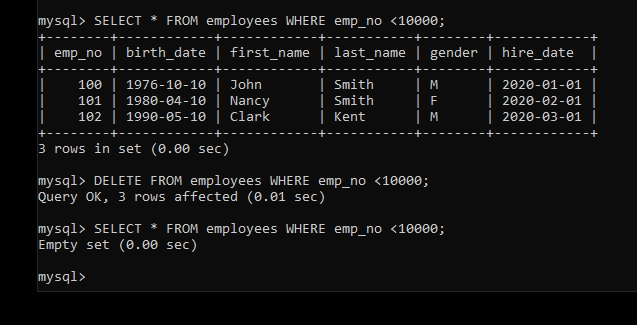 mysql> SELECT * FROM employees WHERE emp_no <10000;
+--------+------------+------------+-----------+--------+------------+
| emp_no | birth_date | first_name | last_name | gender | hire_date  |
+--------+------------+------------+-----------+--------+------------+
|    100 | 1976-10-10 | John       | Smith     | M      | 2020-01-01 |
|    101 | 1980-04-10 | Nancy      | Smith     | F      | 2020-02-01 |
|    102 | 1990-05-10 | Clark      | Kent      | M      | 2020-03-01 |
+--------+------------+------------+-----------+--------+------------+
3 rows in set (0.00 sec)
mysql> DELETE FROM employees WHERE emp_no <10000;
Query OK, 3 rows affected (0.01 sec)
mysql> SELECT * FROM employees WHERE emp_no <10000;
Empty set (0.00 sec)
mysql>